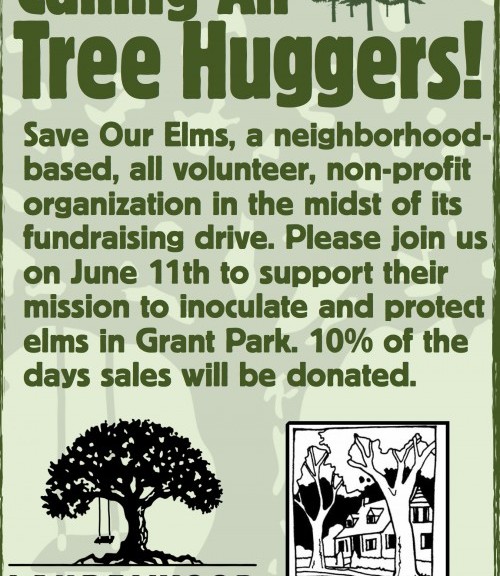 Calling All
Tree Huggers!
Save Our Elms, a neighborhood-
based, all volunteer, non-profit
organization in the midst of its
fundraising drive. Please join us
on June 11th to support their
mission to inoculate and protect
elms in Grant Park. 10% of the
days sales will be donated.